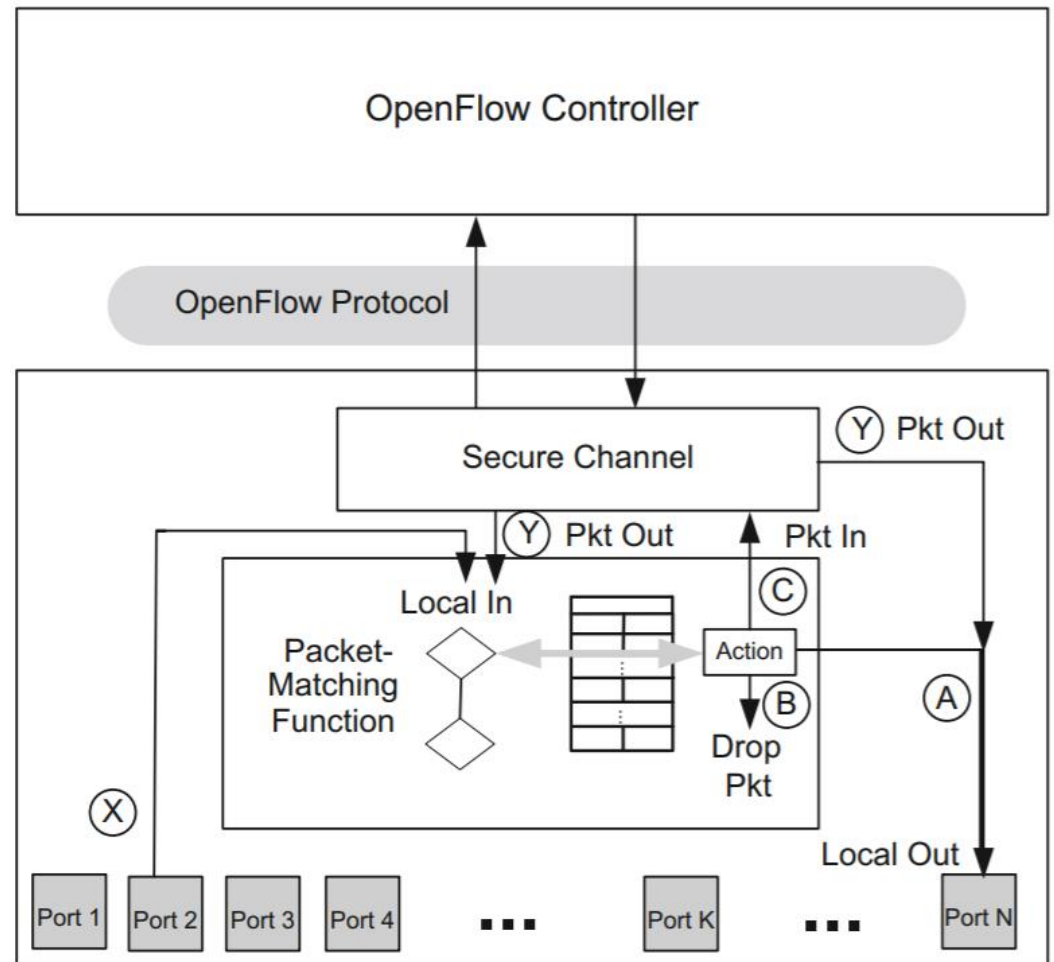 OpenFlow Controller
OpenFlow Protocol
Secure Channel
Y Pkt Out
Y Pkt Out
Pkt In
C
Local In
Packet-
Matching
Function
Action
A
B
Drop
Pkt
X
Local Out
Port 1
Port 2
Port 3
Port 4
...
Port K
...
Port N